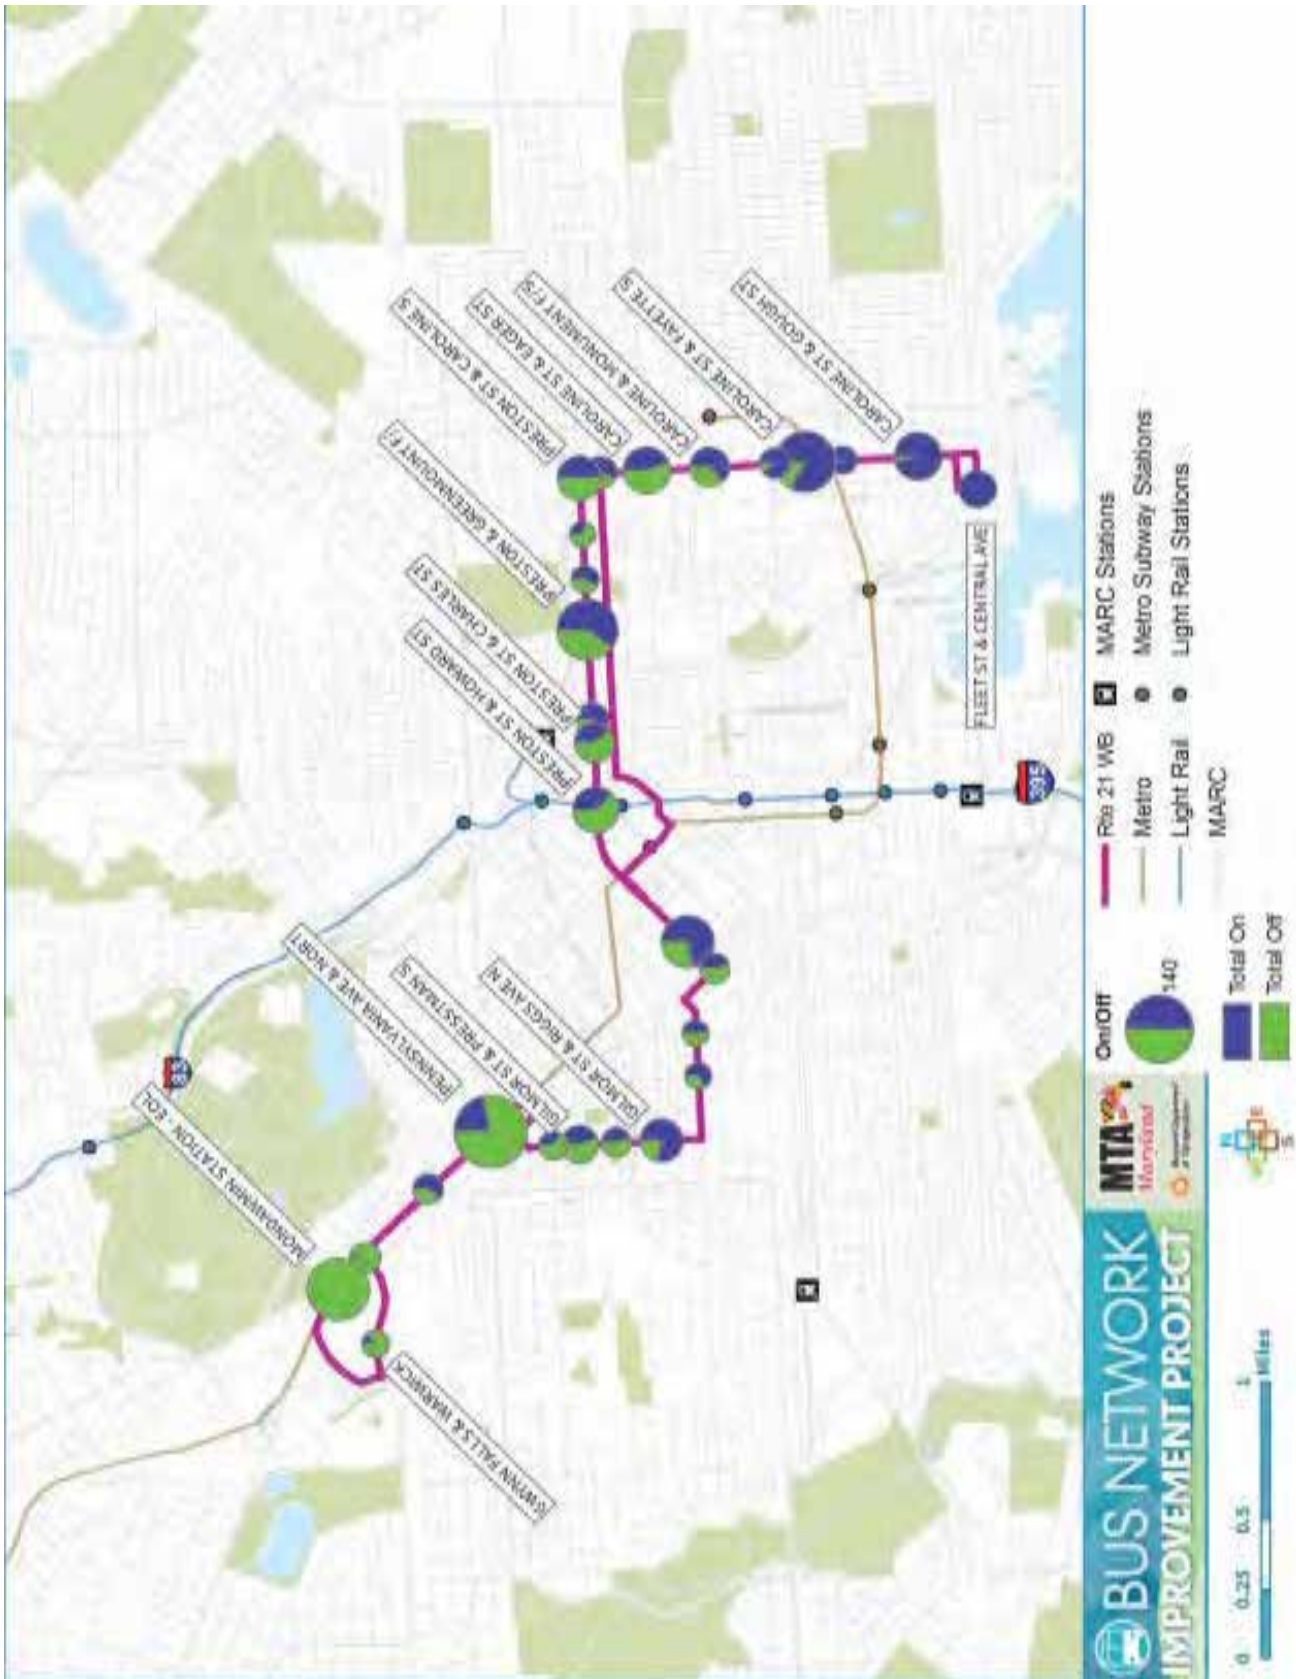 MONDAWMIN STATION - EOL
GWYNN FALLS & WARWICK
PENNSYLVANIA AVE & NORT
GILMOR ST & PRESSTMAN S
GILMOR ST & RIGGS AVE N
PRESTON ST & HOWARD ST
PRESTON ST & CHARLES ST
PRESTON & GREENMOUNT F/
PRESTON ST & CAROLINE S
CAROLINE ST & EAGER ST
CAROLINE & MONUMENT F/S
CAROLINE ST & FAYETTE S
CAROLINE ST & GOUGH ST
FLEET ST & CENTRAL AVE
395
BUS NETWORK
IMPROVEMENT PROJECT
MTA
Maryland
0 0.25 0.5 1
Miles
N
E
S
On/Off
140
Total On
Total Off
Rte 21 WB
Metro
Light Rail
MARC
MARC Stations
Metro Subway Stations
Light Rail Stations